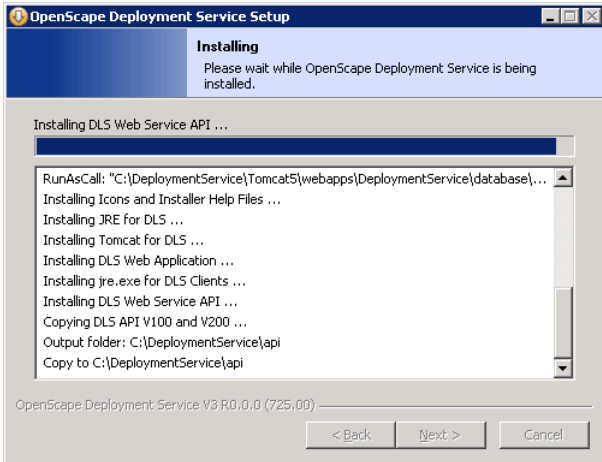 OpenScape Deployment Service Setup
Installing
Please wait while OpenScape Deployment Service is being
installed.
Installing DLS Web Service API ...
RunAsCall: "C:\DeploymentService\Tomcat5\webapps\DeploymentService\database\...
Installing Icons and Installer Help Files ...
Installing JRE for DLS ...
Installing Tomcat for DLS ...
Installing DLS Web Application ...
Installing jre.exe for DLS Clients ...
Installing DLS Web Service API ...
Copying DLS API V100 and V200 ...
Output folder: C:\DeploymentService\api
Copy to C:\DeploymentService\api
OpenScape Deployment Service V3 R0.0.0 (725.00)
< Back Next > Cancel